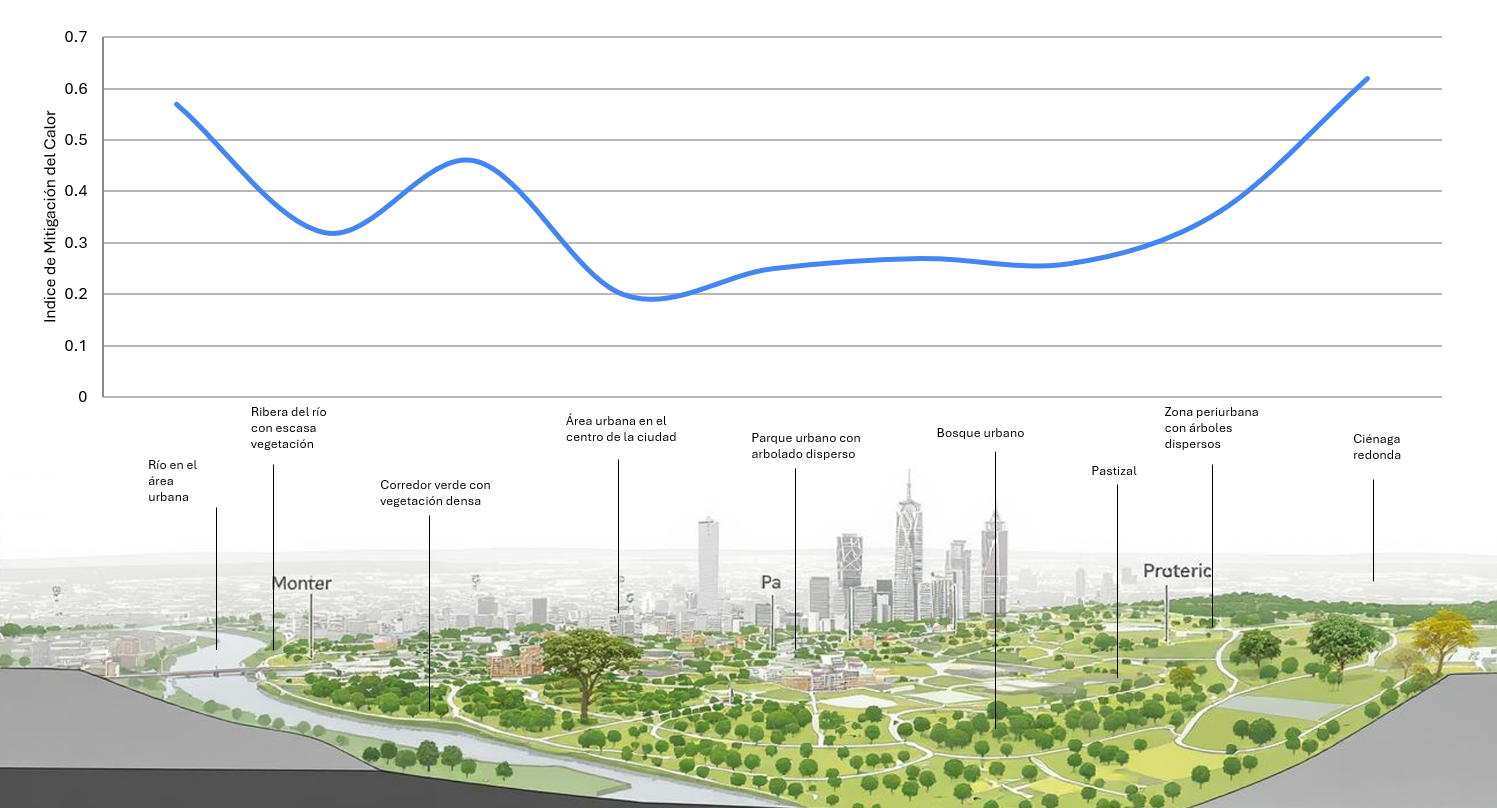 0.7
0.6
0.5
0.4
0.3
0.2
0.1
0
Indice de Mitigación del Calor
Río en el
área
urbana
Ribera del río
con escasa
vegetación
Corredor verde con
vegetación densa
Área urbana en el
centro de la ciudad
Parque urbano con
arbolado disperso
Bosque urbano
Pastizal
Zona periurbana
con árboles
dispersos
Ciénaga
redonda
Monter
Pa
Proteric